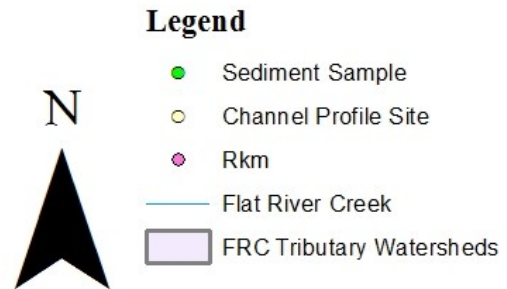 Legend
Sediment Sample
N
Channel Profile Site
Rkm
Flat River Creek
FRC Tributary Watersheds